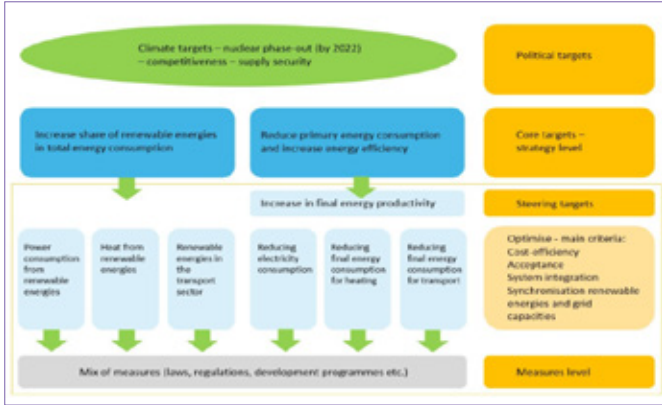 Climate targets – nuclear phase-out (by 2022)
– competitiveness – supply security
Political targets
Increase share of renewable energies
in total energy consumption
Reduce primary energy consumption
and increase energy efficiency
Core targets –
strategy level
Increase in final energy productivity
Steering targets
Power
consumption
from
renewable
energies
Heat from
renewable
energies
Renewable
energies in
the
transport
sector
Reducing
electricity
consumption
Reducing
final energy
consumption
for heating
Reducing
final energy
consumption
for transport
Optimise - main criteria:
Cost-efficiency
Acceptance
System integration
Synchronisation renewable
energies and grid
capacities
Mix of measures (laws, regulations, development programmes etc.)
Measures level